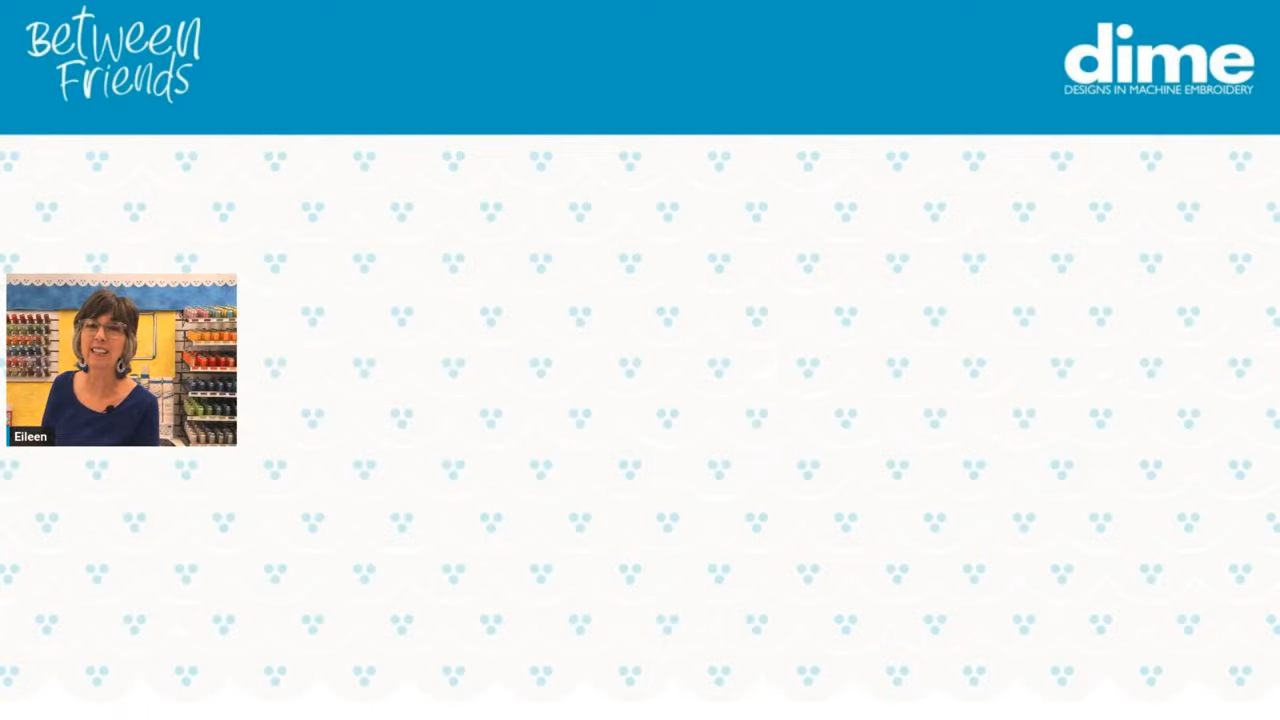 Between
Friends
dime
DESIGNS IN MACHINE EMBROIDERY
Eileen